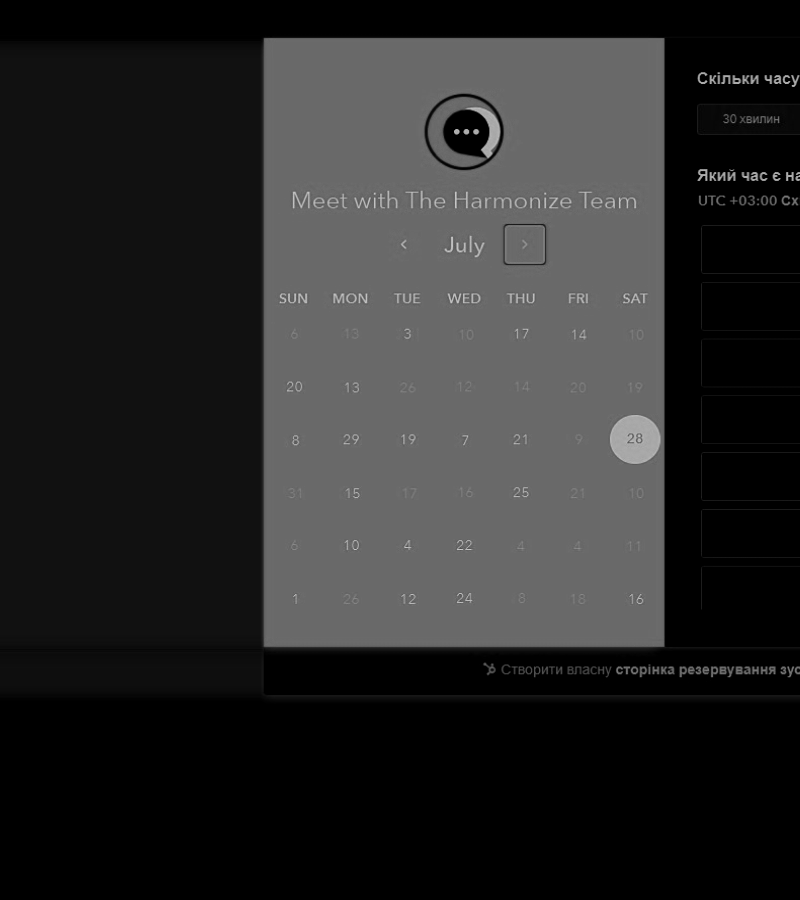 Meet with The Harmonize Team
July
SUN MON TUE WED THU FRI SAT
6 13 3 10 17 14 10
20 13 26 12 14 20 19
8 29 19 7 21 9 28
31 15 17 16 25 21 10
6 10 4 22 4 4 11
1 26 12 24 8 18 16
Скільки часу
30 хвилин
Який час є на
UTC +03:00 Сх
Створити власну сторінка резервування зус